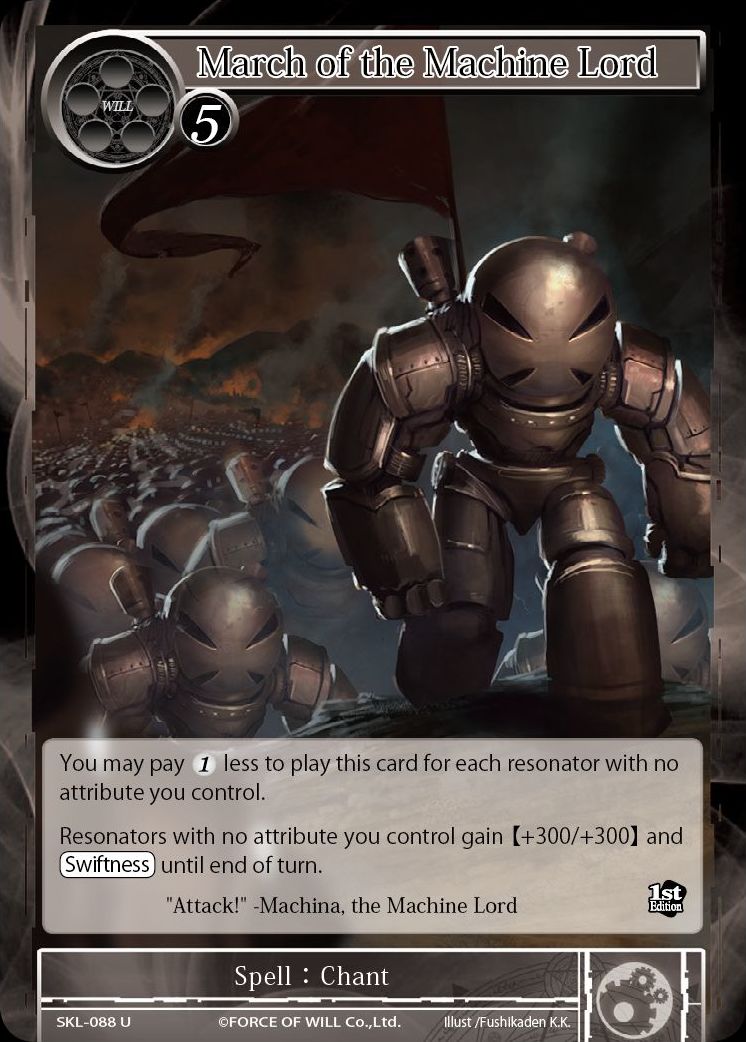 March of the Machine Lord
WILL
5
You may pay 1 less to play this card for each resonator with no
attribute you control.
Resonators with no attribute you control gain 【+300/+300】 and
Swiftness until end of turn.
"Attack!" -Machina, the Machine Lord
1st
Edition
Spell : Chant
SKL-088 U ©FORCE OF WILL Co.,Ltd. Illust /Fushikaden K.K.